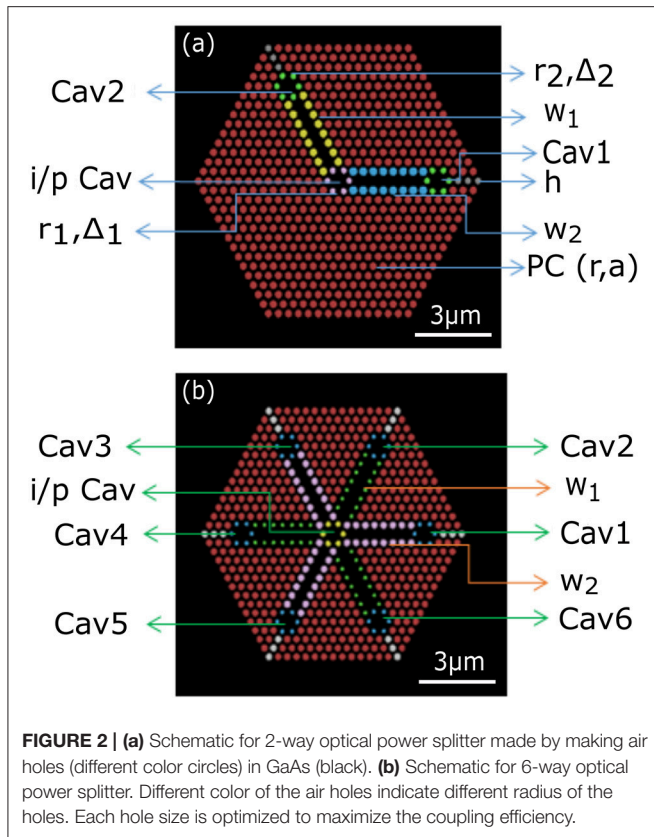 (a)
Cav2
i/p Cav
r1,Δ1
r2,Δ2
w1
Cav1
h
w2
PC (r,a)
3μm
(b)
Cav3
i/p Cav
Cav4
Cav5
Cav2
w1
Cav1
w2
Cav6
3μm
FIGURE 2 | (a) Schematic for 2-way optical power splitter made by making air
holes (different color circles) in GaAs (black). (b) Schematic for 6-way optical
power splitter. Different color of the air holes indicate different radius of the
holes. Each hole size is optimized to maximize the coupling efficiency.